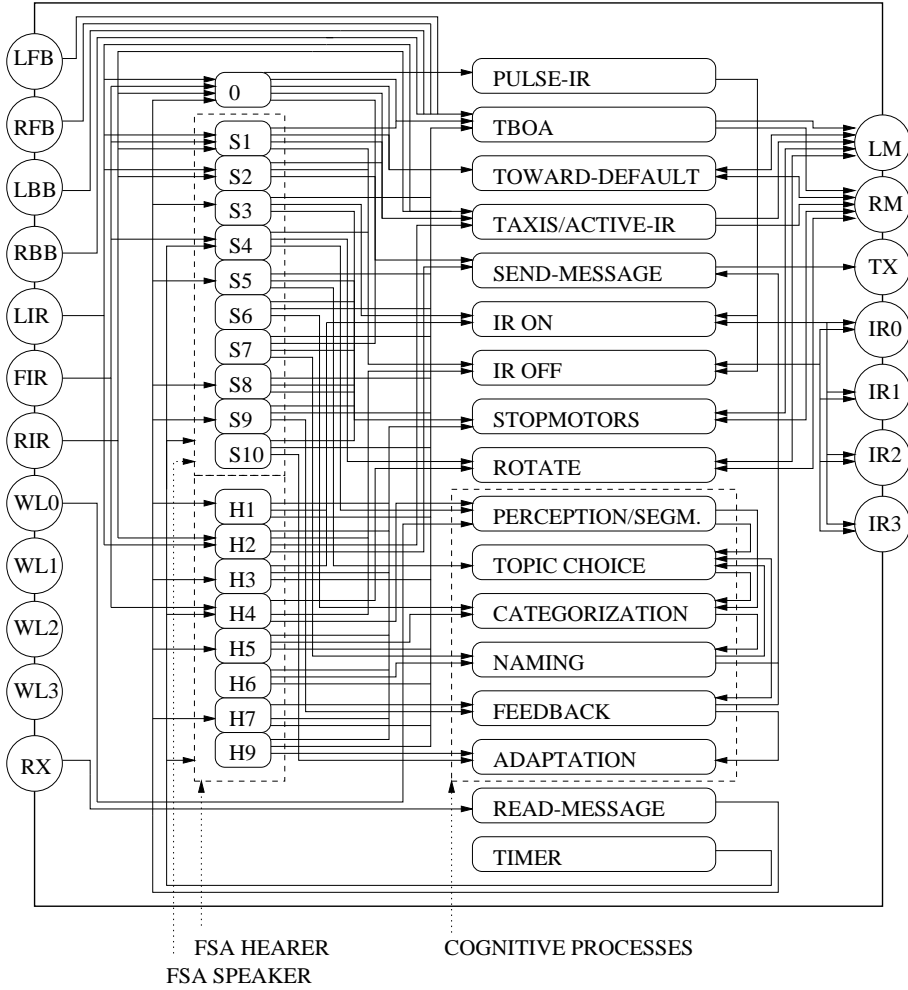 LFB
RFB
LBB
RBB
LIR
FIR
RIR
WL0
WL1
WL2
WL3
RX
0
S1
S2
S3
S4
S5
S6
S7
S8
S9
S10
H1
H2
H3
H4
H5
H6
H7
H9
PULSE-IR
TBOA
TOWARD-DEFAULT
TAXIS/ACTIVE-IR
SEND-MESSAGE
IR ON
IR OFF
STOPMOTORS
ROTATE
PERCEPTION/SEGM.
TOPIC CHOICE
CATEGORIZATION
NAMING
FEEDBACK
ADAPTATION
READ-MESSAGE
TIMER
LM
RM
TX
IR0
IR1
IR2
IR3
FSA HEARER
FSA SPEAKER
COGNITIVE PROCESSES